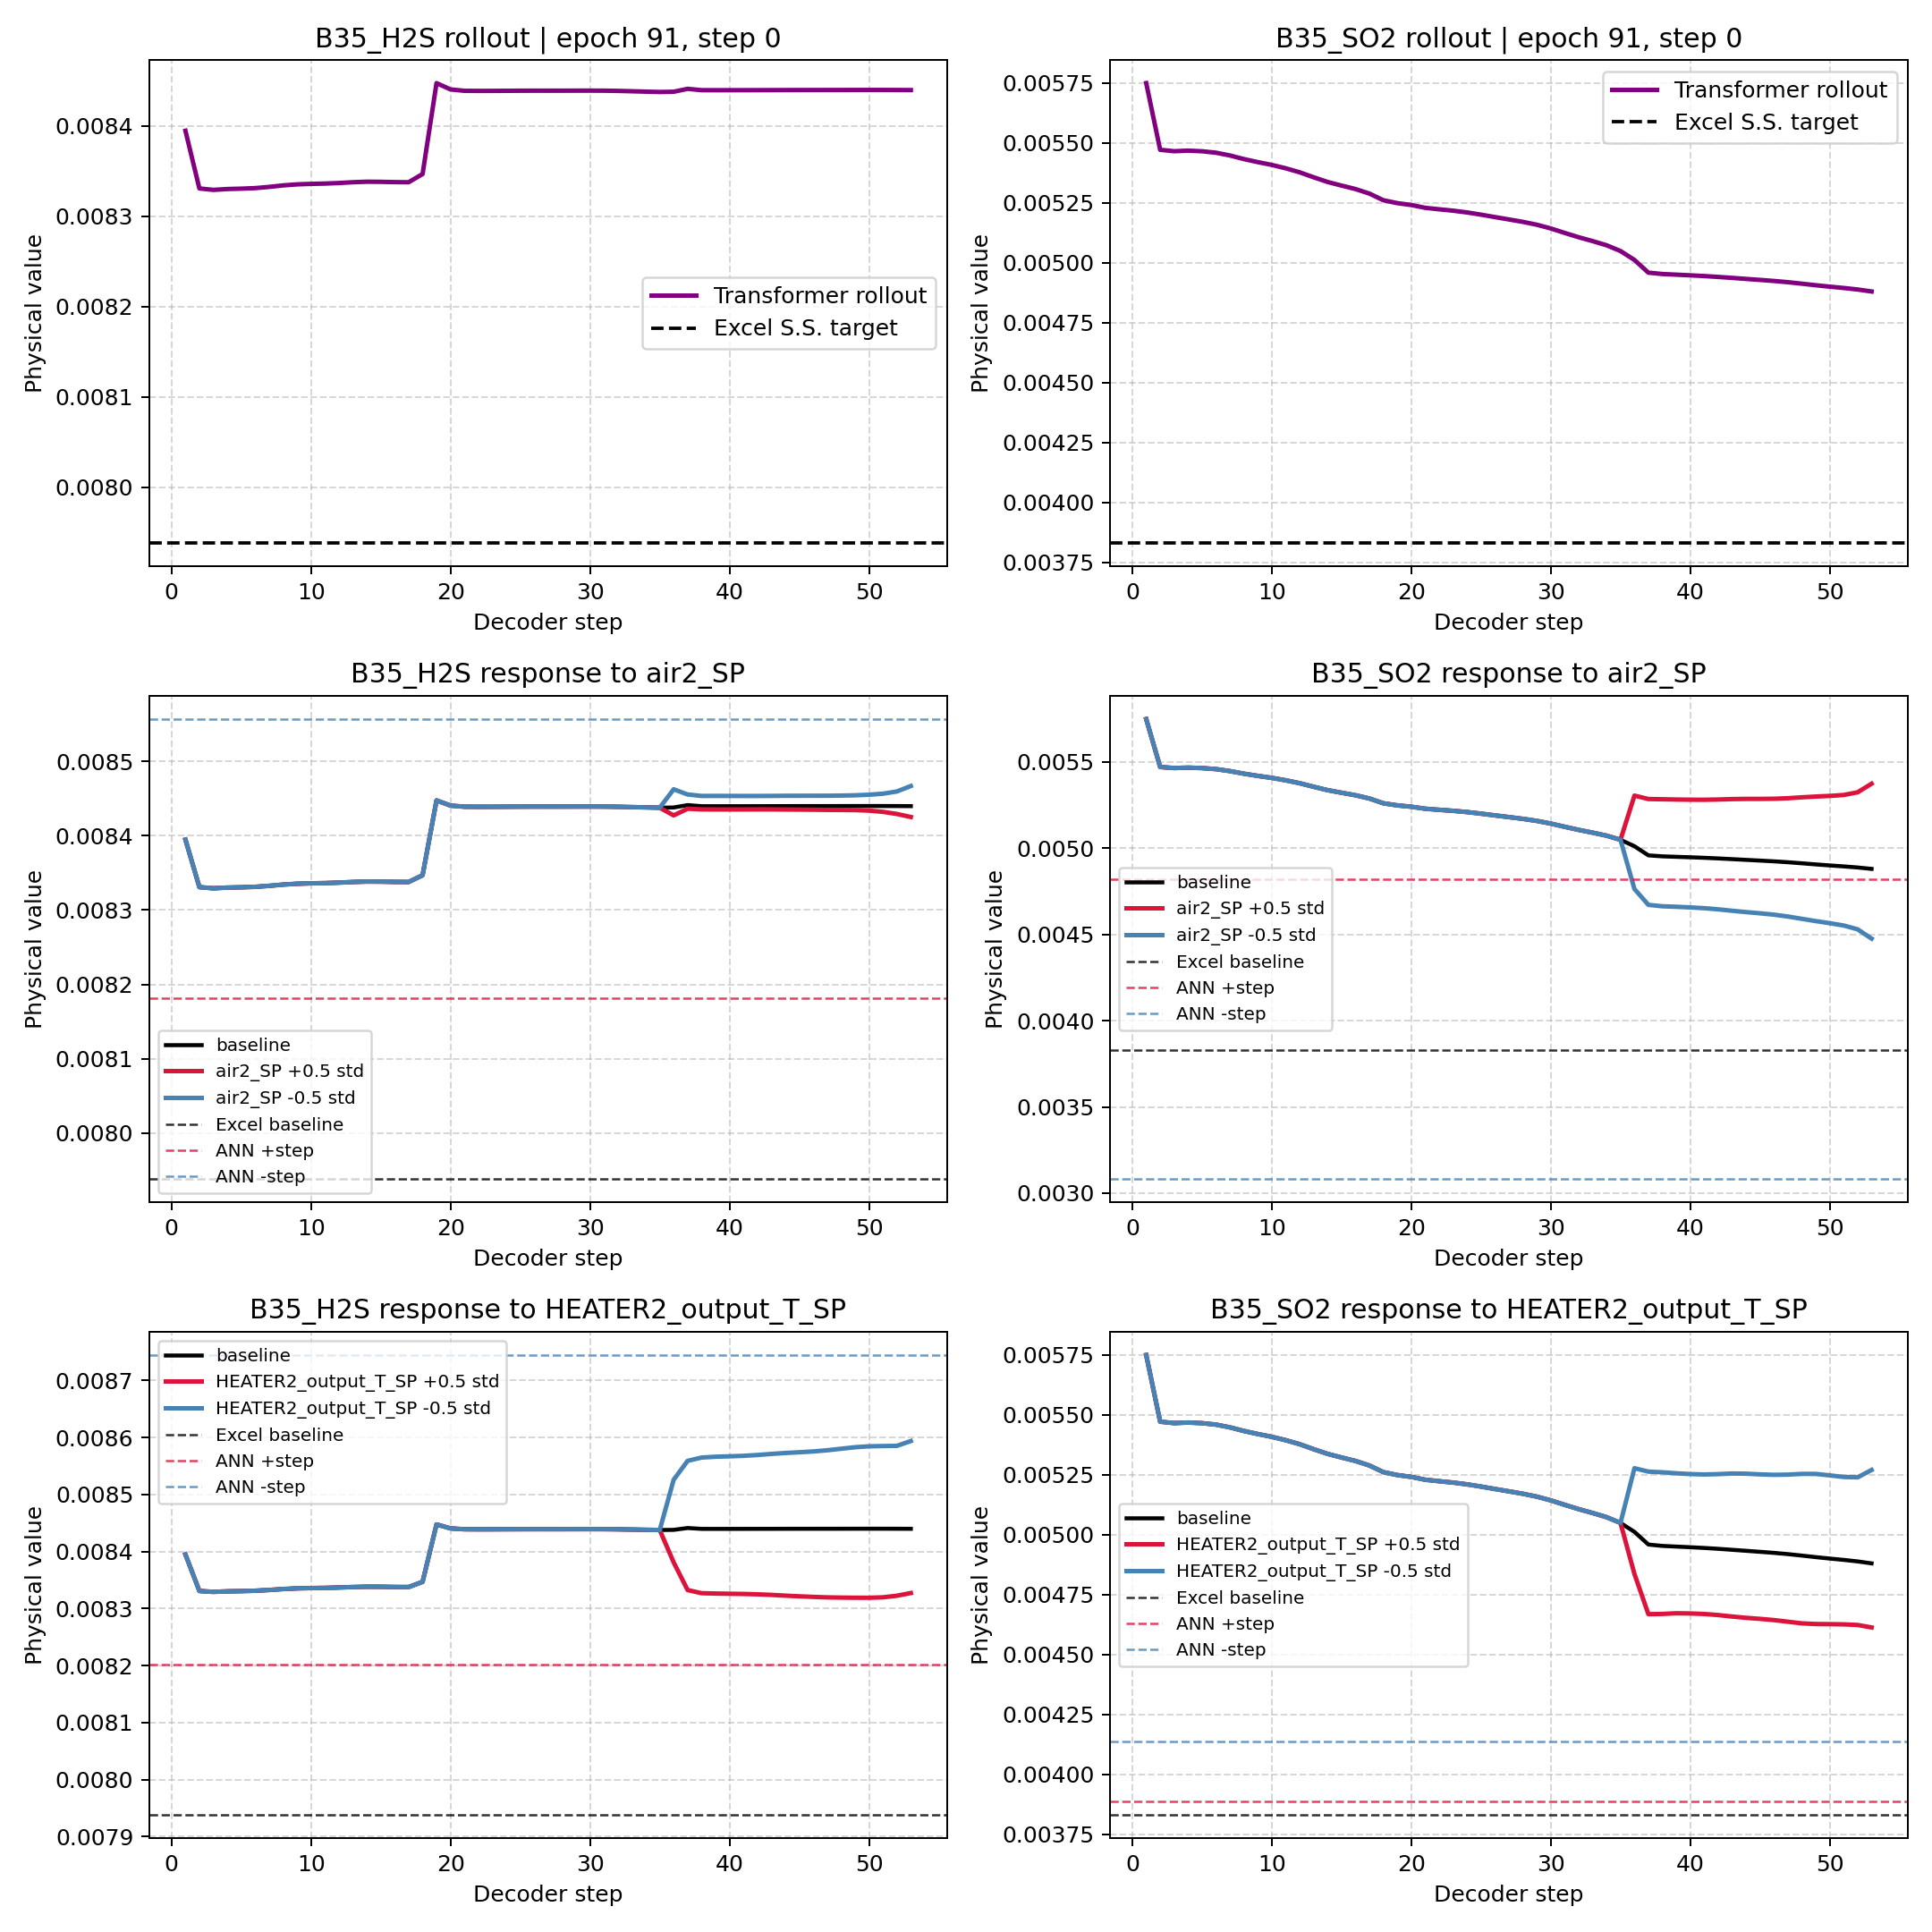 B35_H2S rollout | epoch 91, step 0
Physical value
0.0084
0.0083
0.0082
0.0081
0.0080
Transformer rollout
Excel S.S. target
0 10 20 30 40 50
Decoder step
B35_SO2 rollout | epoch 91, step 0
Physical value
0.00575
0.00550
0.00525
0.00500
0.00475
0.00450
0.00425
0.00400
0.00375
Transformer rollout
Excel S.S. target
0 10 20 30 40 50
Decoder step
B35_H2S response to air2_SP
Physical value
0.0085
0.0084
0.0083
0.0082
0.0081
0.0080
baseline
air2_SP +0.5 std
air2_SP -0.5 std
Excel baseline
ANN +step
ANN -step
0 10 20 30 40 50
Decoder step
B35_SO2 response to air2_SP
Physical value
0.0055
0.0050
0.0045
0.0040
0.0035
0.0030
baseline
air2_SP +0.5 std
air2_SP -0.5 std
Excel baseline
ANN +step
ANN -step
0 10 20 30 40 50
Decoder step
B35_H2S response to HEATER2_output_T_SP
Physical value
0.0087
0.0086
0.0085
0.0084
0.0083
0.0082
0.0081
0.0080
0.0079
baseline
HEATER2_output_T_SP +0.5 std
HEATER2_output_T_SP -0.5 std
Excel baseline
ANN +step
ANN -step
0 10 20 30 40 50
Decoder step
B35_SO2 response to HEATER2_output_T_SP
Physical value
0.00575
0.00550
0.00525
0.00500
0.00475
0.00450
0.00425
0.00400
0.00375
baseline
HEATER2_output_T_SP +0.5 std
HEATER2_output_T_SP -0.5 std
Excel baseline
ANN +step
ANN -step
0 10 20 30 40 50
Decoder step